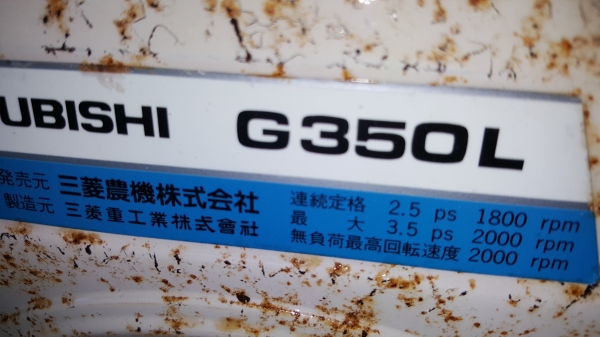 UBISHI G350L
発売元 三菱農機株式会社
製造元 三菱重工業株式會社
連続定格 2.5 ps 1800 rpm
最大 3.5 ps 2000 rpm
無負荷最高回転速度 2000 rpm